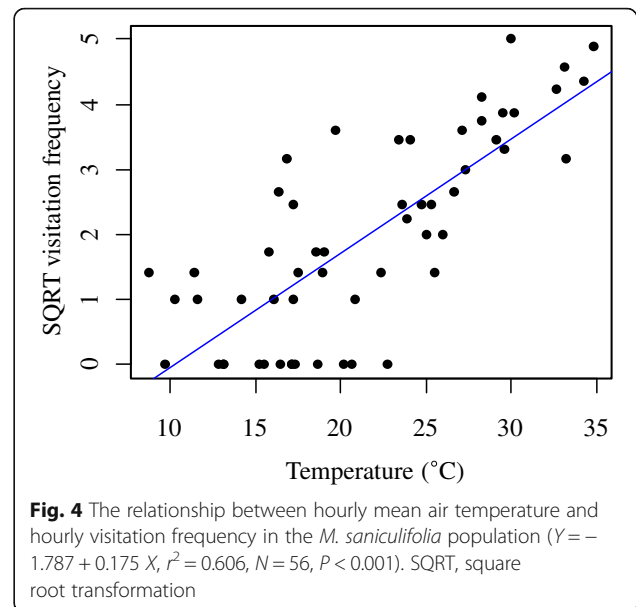 5
4
3
2
1
0
SQRT visitation frequency
10 15 20 25 30 35
Temperature (°C)
Fig. 4 The relationship between hourly mean air temperature and
hourly visitation frequency in the M. saniculifolia population (Y = −
1.787 + 0.175 X, r² = 0.606, N = 56, P < 0.001). SQRT, square
root transformation